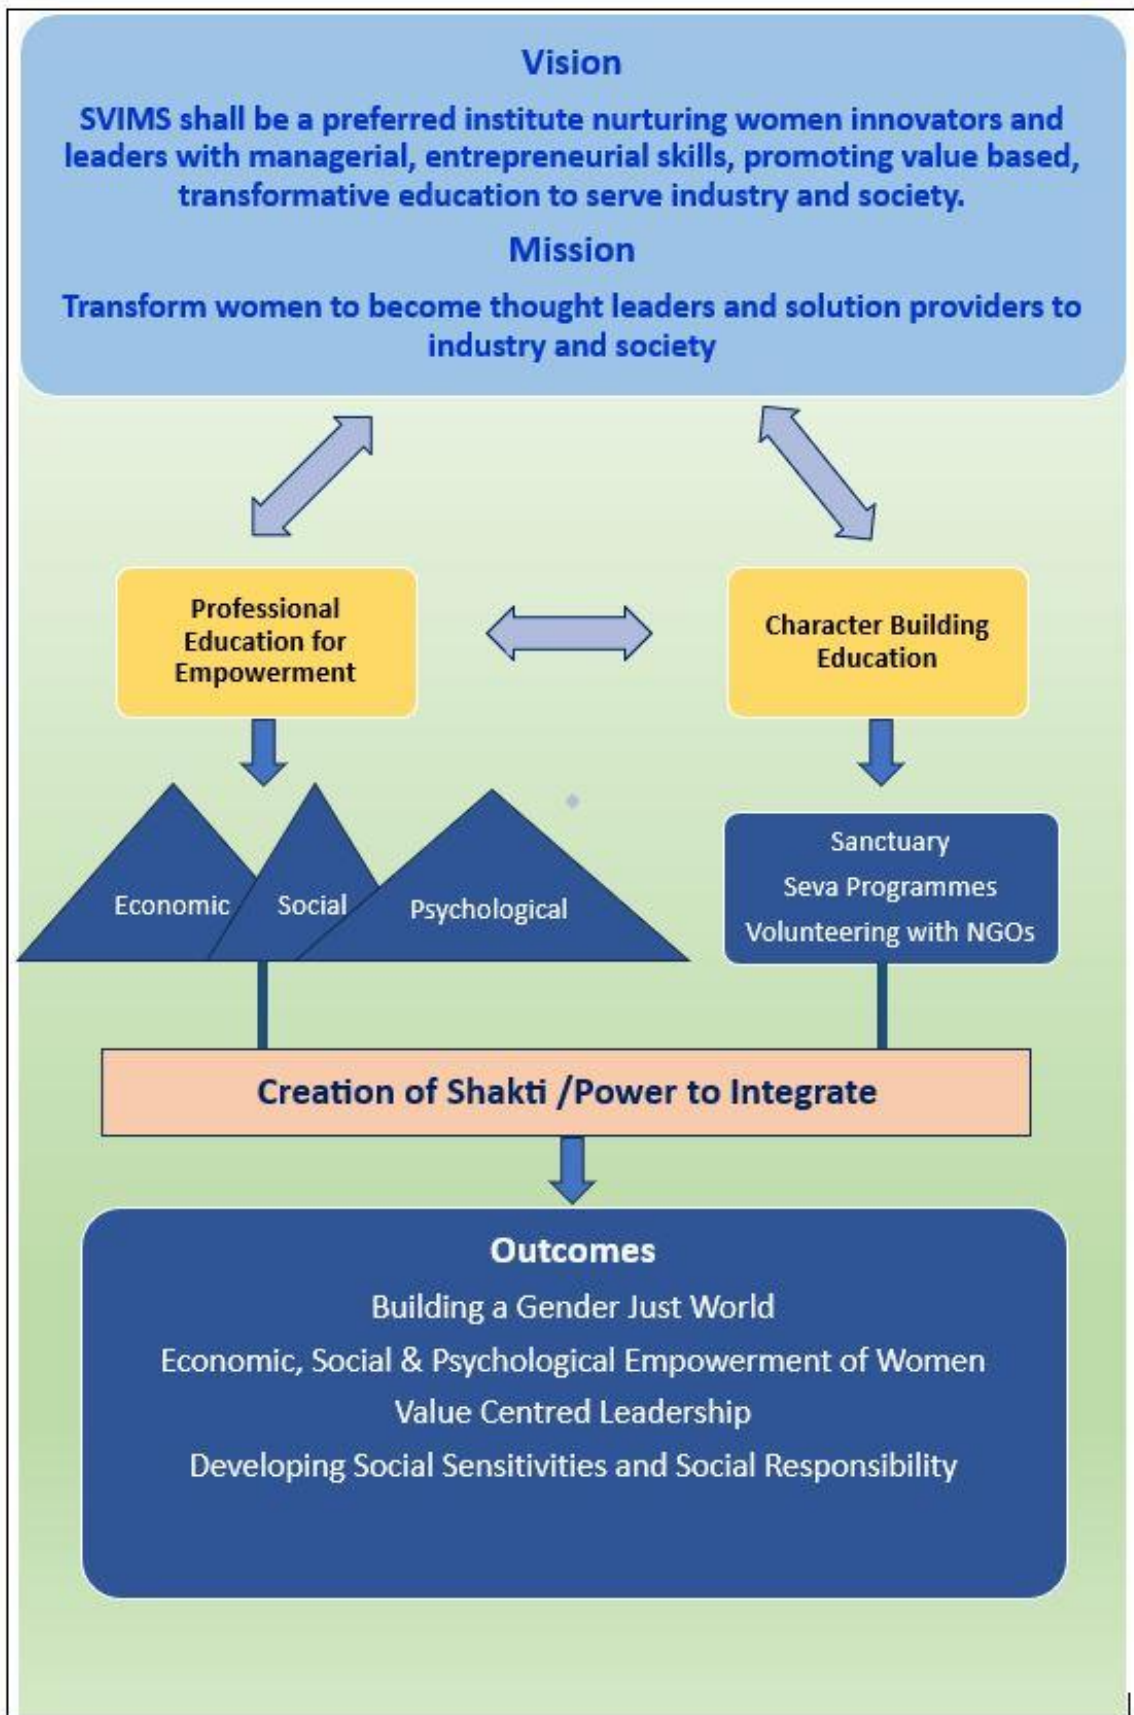 Vision
SVIMS shall be a preferred institute nurturing women innovators and
leaders with managerial, entrepreneurial skills, promoting value based,
transformative education to serve industry and society.
Mission
Transform women to become thought leaders and solution providers to
industry and society
Professional
Education for
Empowerment
Character Building
Education
Economic
Social
Psychological
Sanctuary
Seva Programmes
Volunteering with NGOs
Creation of Shakti /Power to Integrate
Outcomes
Building a Gender Just World
Economic, Social & Psychological Empowerment of Women
Value Centred Leadership
Developing Social Sensitivities and Social Responsibility